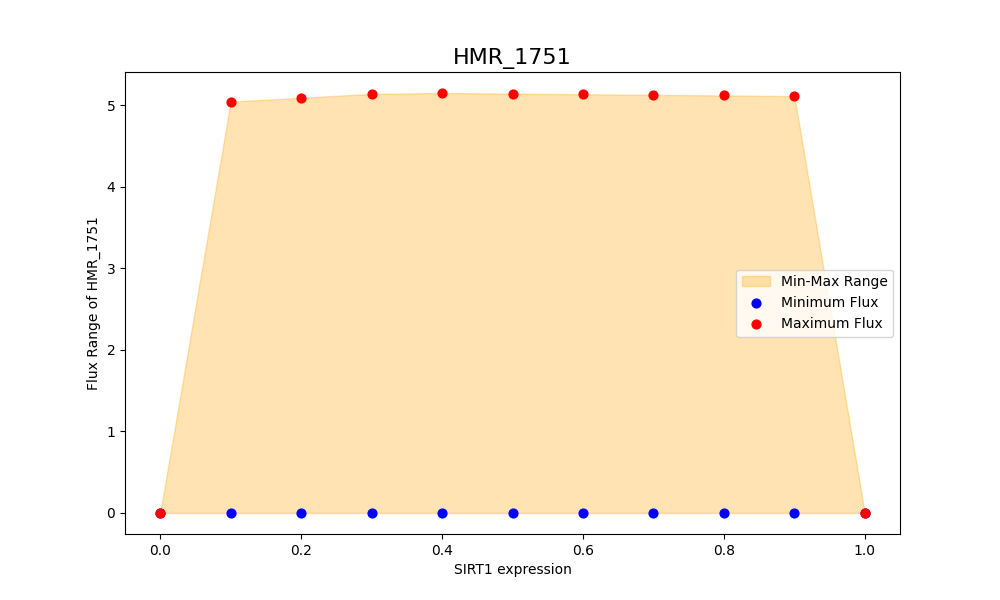 HMR_1751
Flux Range of HMR_1751
5
4
3
2
1
0
Min-Max Range
Minimum Flux
Maximum Flux
0.0 0.2 0.4 0.6 0.8 1.0
SIRT1 expression